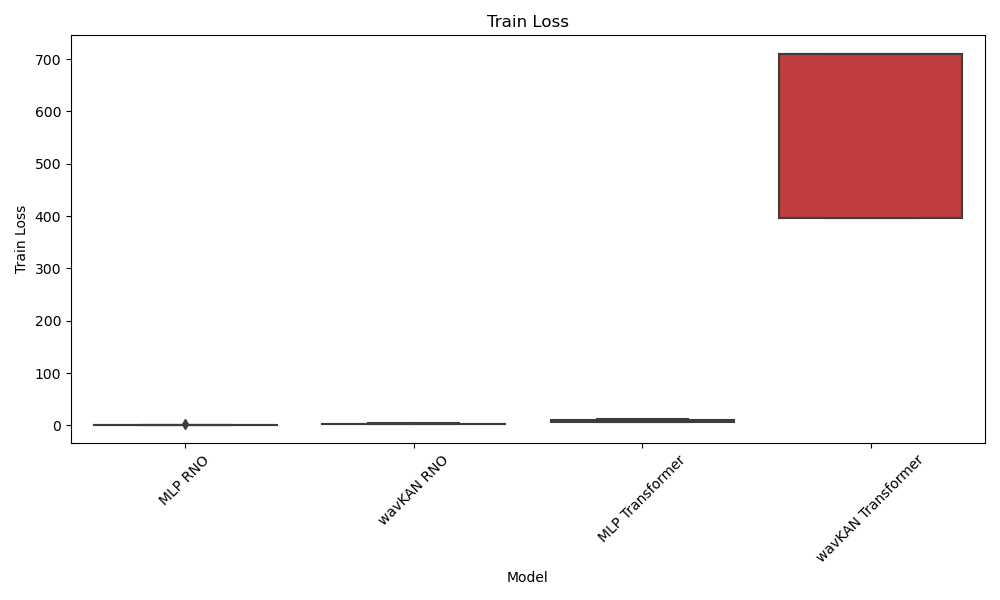 Train Loss
700
600
500
400
300
200
100
0
Train Loss
MLP RNO
wavKAN RNO
MLP Transformer
wavKAN Transformer
Model